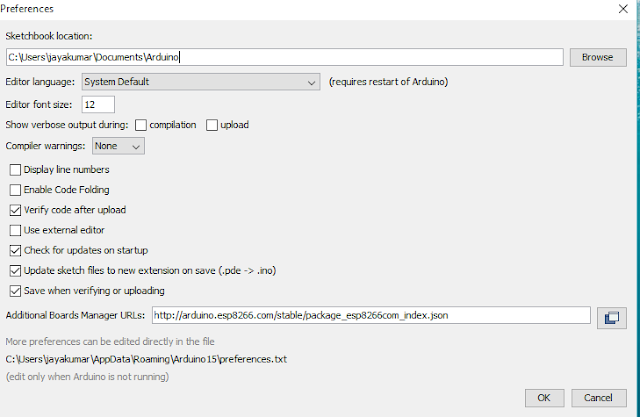 Preferences
Sketchbook location:
C:\Users\jayakumar\Documents\Arduino
Browse
Editor language: System Default (requires restart of Arduino)
Editor font size: 12
Show verbose output during: compilation upload
Compiler warnings: None
Display line numbers
Enable Code Folding
Verify code after upload
Use external editor
Check for updates on startup
Update sketch files to new extension on save (.pde -> .ino)
Save when verifying or uploading
Additional Boards Manager URLs: http://arduino.esp8266.com/stable/package_esp8266com_index.json
More preferences can be edited directly in the file
C:\Users\jayakumar\AppData\Roaming\Arduino15\preferences.txt
(edit only when Arduino is not running)
OK Cancel